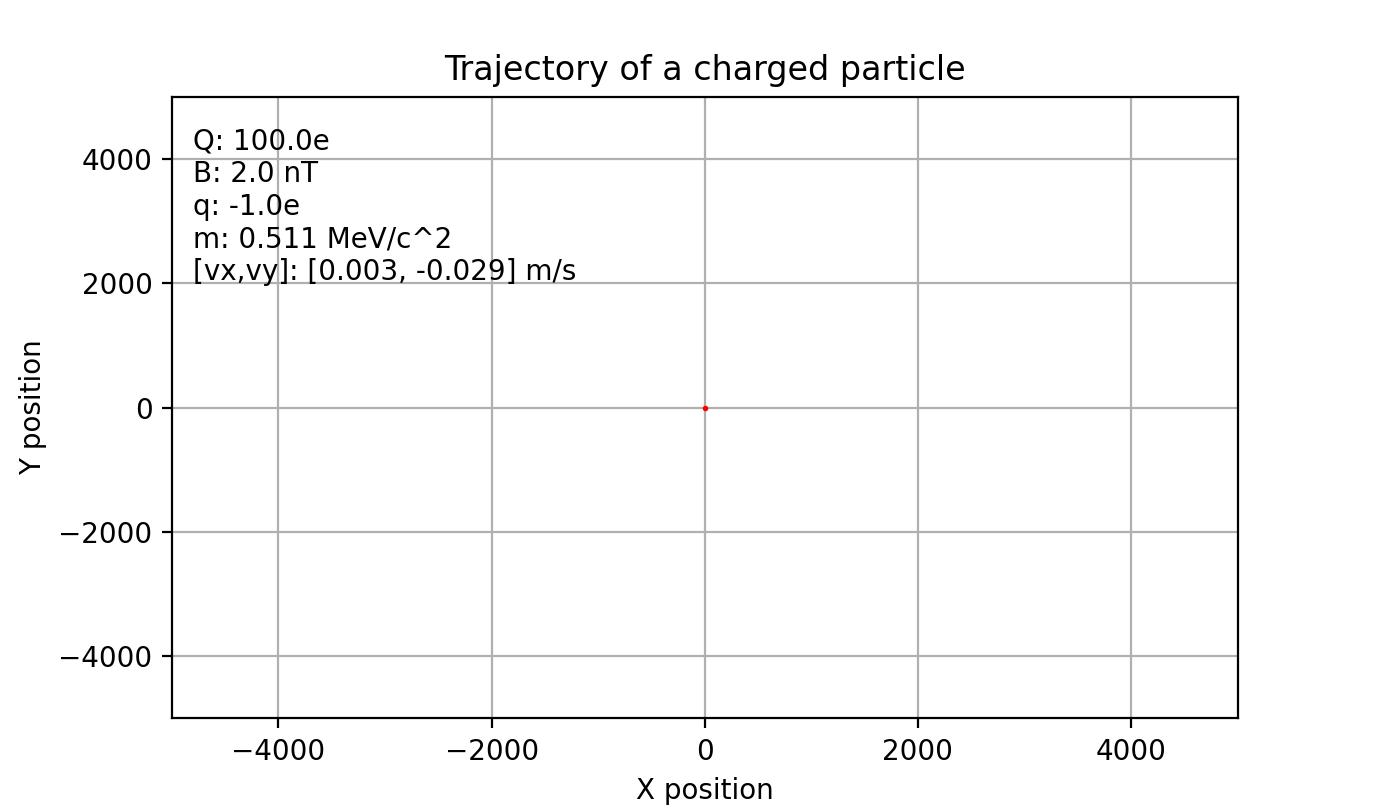 Trajectory of a charged particle
Q: 100.0e
B: 2.0 nT
q: -1.0e
m: 0.511 MeV/c^2
[vx,vy]: [0.003, -0.029] m/s
Y position
4000
2000
0
−2000
−4000
−4000 −2000 0 2000 4000
X position